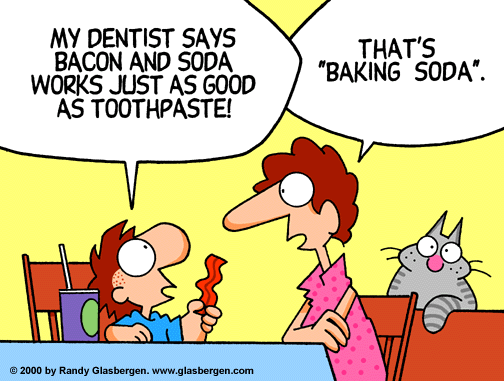 MY DENTIST SAYS
BACON AND SODA
WORKS JUST AS GOOD
AS TOOTHPASTE!
THAT'S
"BAKING SODA".
© 2000 by Randy Glasbergen. www.glasbergen.com